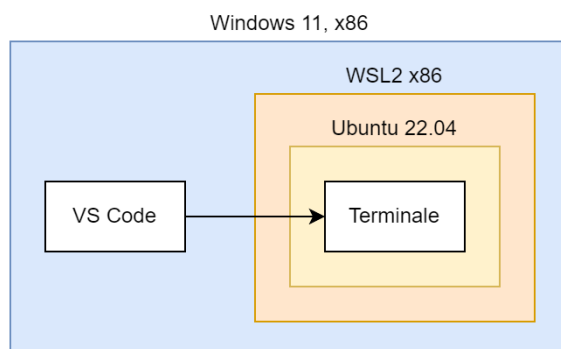 Windows 11, x86
WSL2 x86
Ubuntu 22.04
VS Code
Terminale